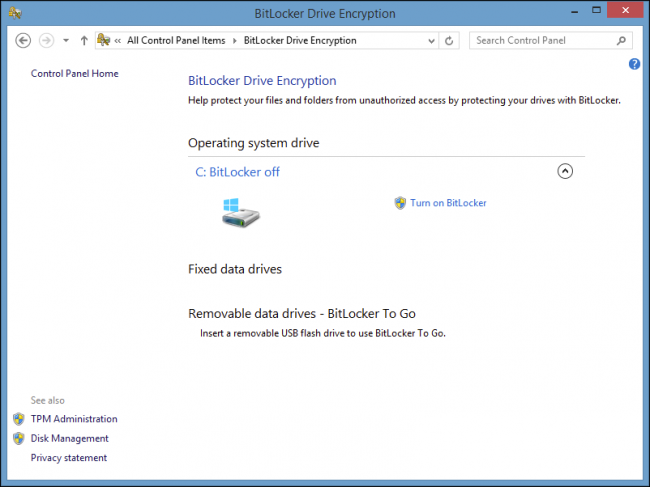 BitLocker Drive Encryption
All Control Panel Items
BitLocker Drive Encryption
Search Control Panel
Control Panel Home
BitLocker Drive Encryption
Help protect your files and folders from unauthorized access by protecting your drives with BitLocker.
Operating system drive
C: BitLocker off
Turn on BitLocker
Fixed data drives
Removable data drives - BitLocker To Go
Insert a removable USB flash drive to use BitLocker To Go.
See also
TPM Administration
Disk Management
Privacy statement